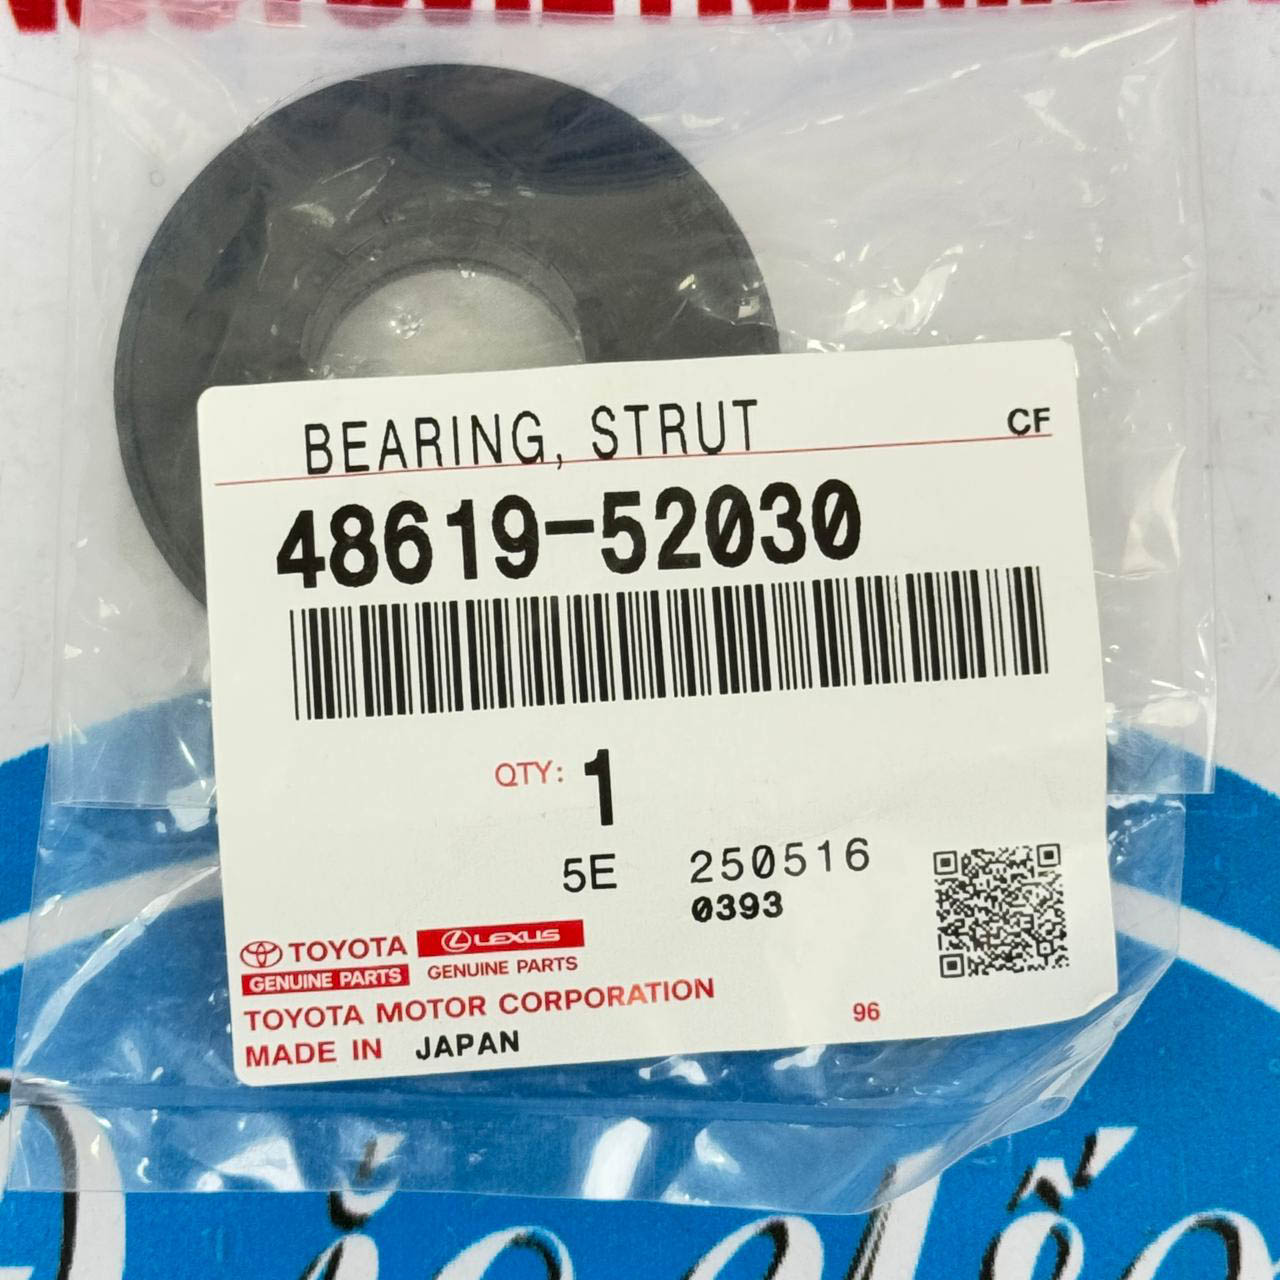 BEARING, STRUT
CF
48619-52030
QTY: 1
5E 250516
0393
TOYOTA LEXUS
GENUINE PARTS GENUINE PARTS
TOYOTA MOTOR CORPORATION
96
MADE IN JAPAN